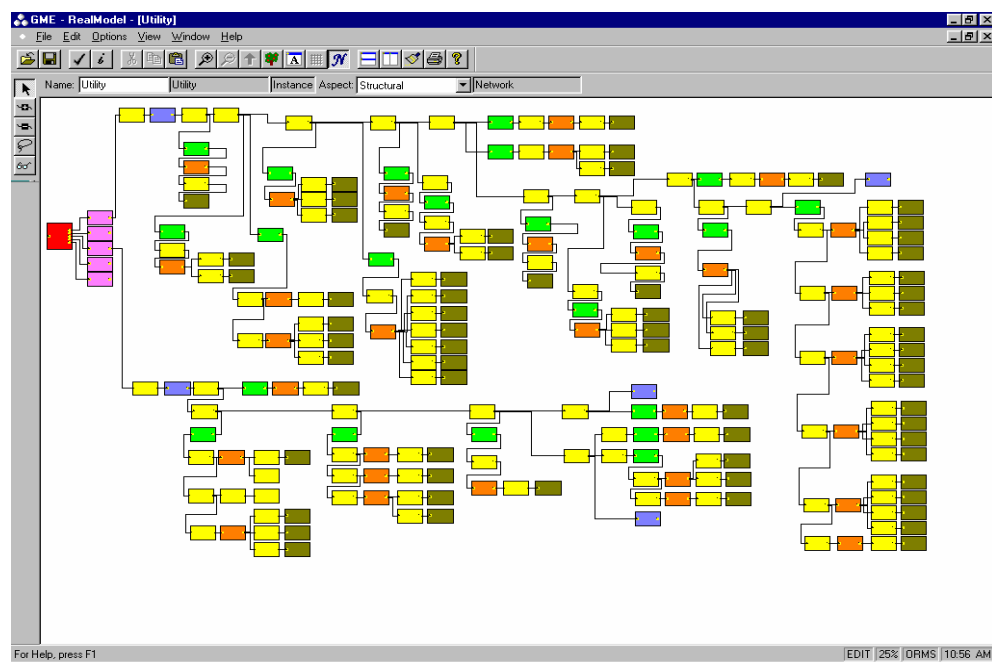 GME - RealModel - [Utility]
File Edit Options View Window Help
Name: Utility Utility Instance Aspect: Structural Network
For Help, press F1 EDIT 25% ORMS 10:56 AM